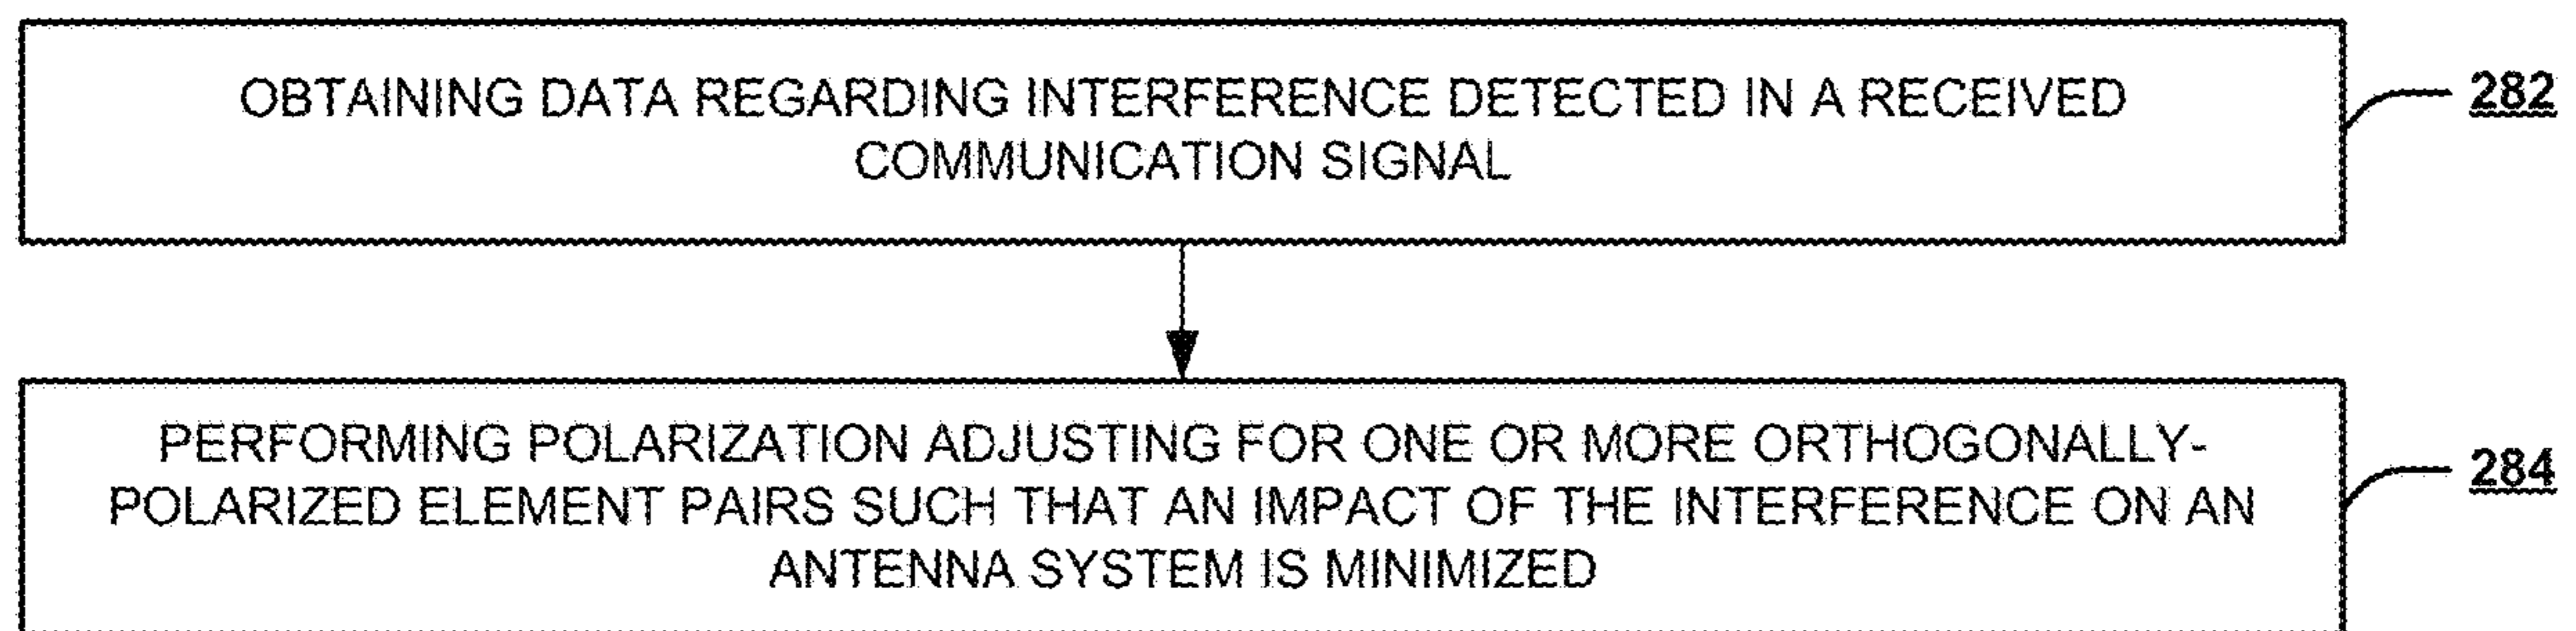 OBTAINING DATA REGARDING INTERFERENCE DETECTED IN A RECEIVED
COMMUNICATION SIGNAL
282
PERFORMING POLARIZATION ADJUSTING FOR ONE OR MORE ORTHOGONALLY-
POLARIZED ELEMENT PAIRS SUCH THAT AN IMPACT OF THE INTERFERENCE ON AN
ANTENNA SYSTEM IS MINIMIZED
284